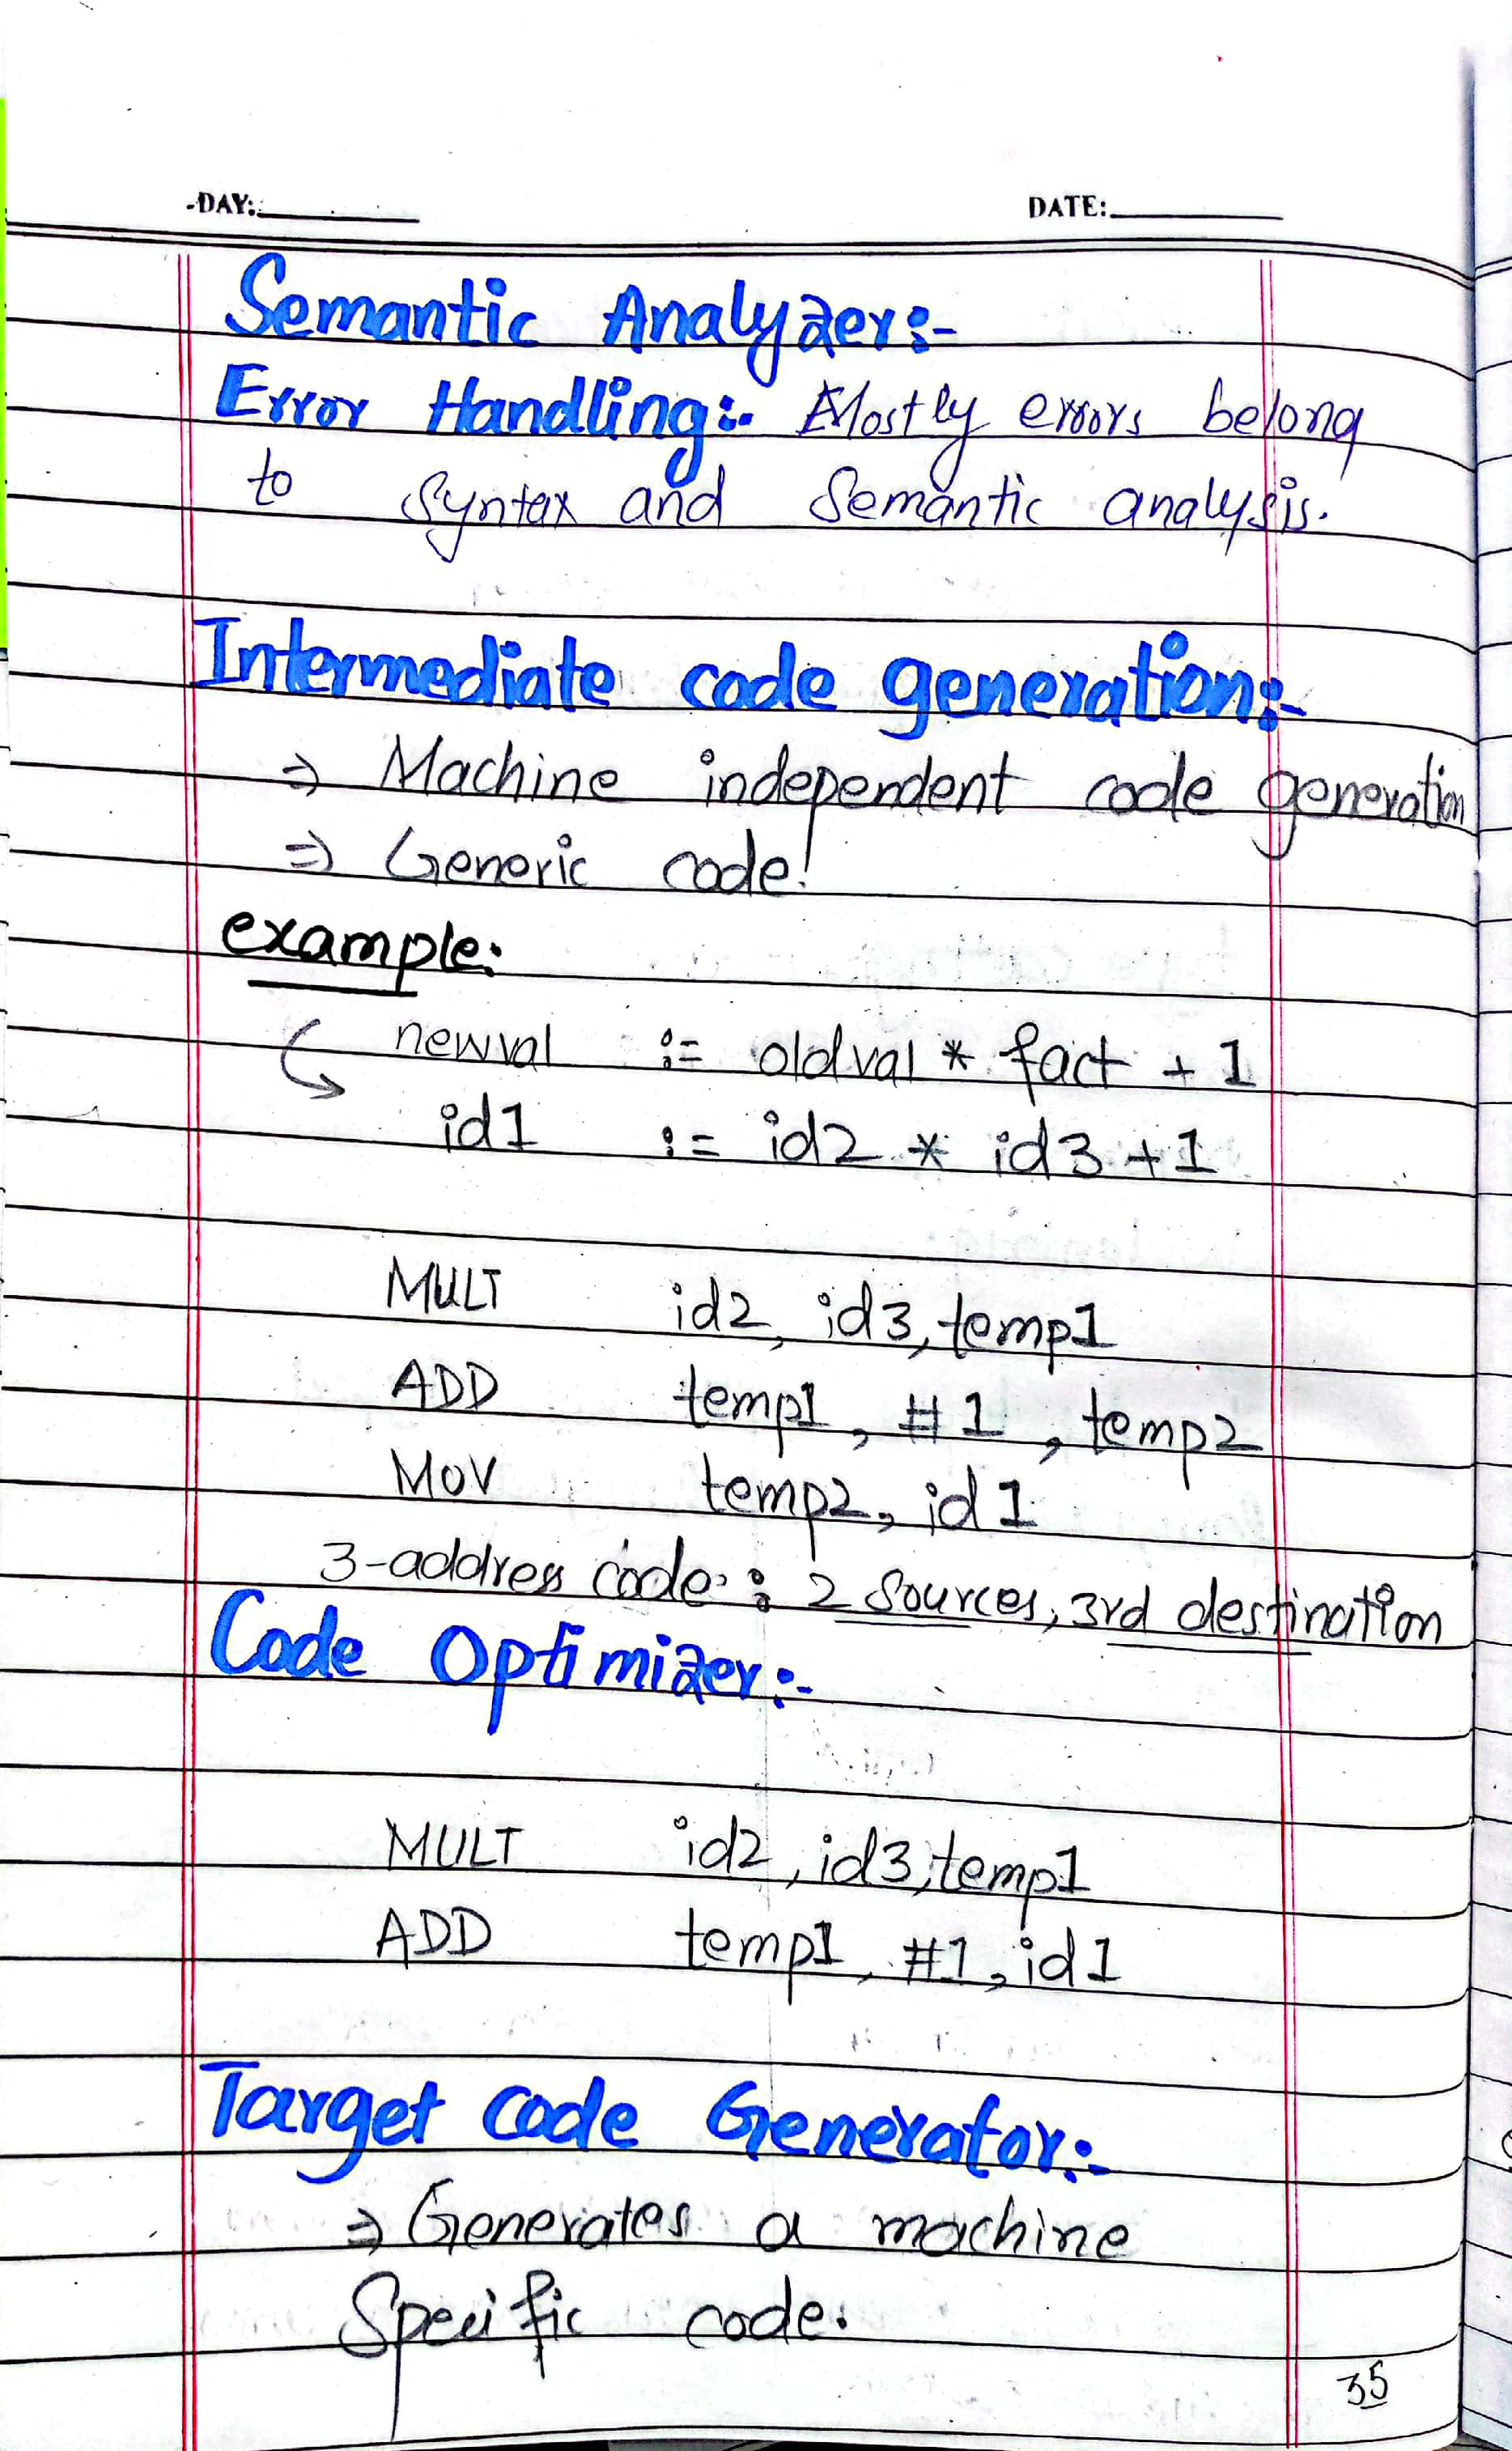 DAY: DATE:
Semantic Analyzer:-
Error Handling:- Mostly errors belong
to syntax and Semantic analysis.
Intermediate code generation:-
⇒ Machine independent code generation
⇒ Generic code!
example:
newval := oldval * fact + 1
id1 := id2 * id3 + 1
MULT id2, id3, temp1
ADD temp1, #1, temp2
MOV temp2, id1
3-address code: 2 sources, 3rd destination
Code Optimizer:-
MULT id2, id3, temp1
ADD temp1, #1, id1
Target Code Generator:-
⇒ Generates a machine
Specific code.
35